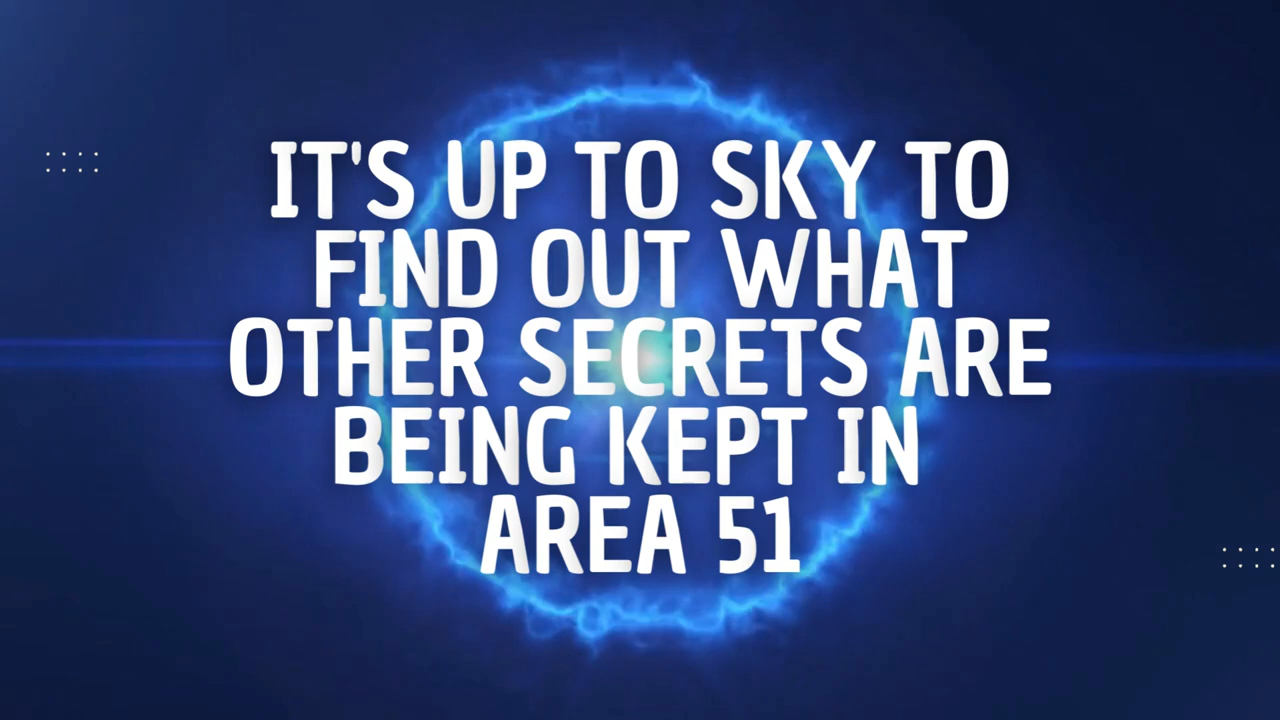 IT'S UP TO SKY TO
FIND OUT WHAT
OTHER SECRETS ARE
BEING KEPT IN
AREA 51